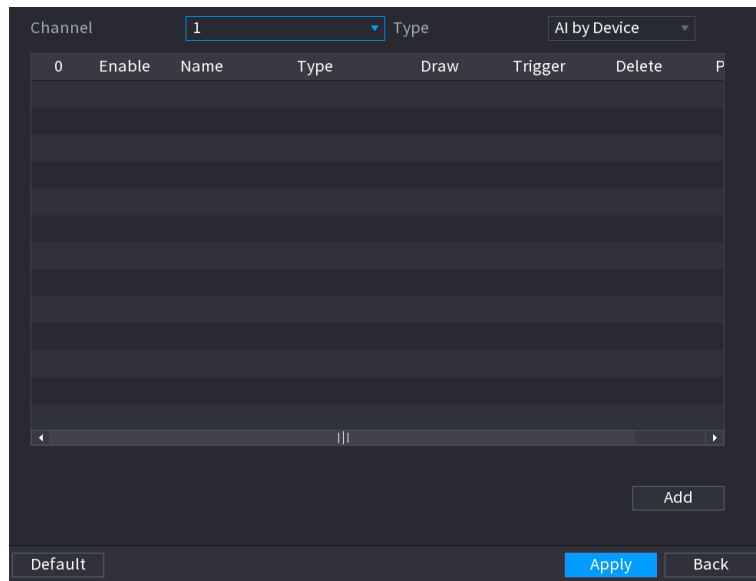 Channel 1 Type AI by Device
0 Enable Name Type Draw Trigger Delete P
Add
Default Apply Back